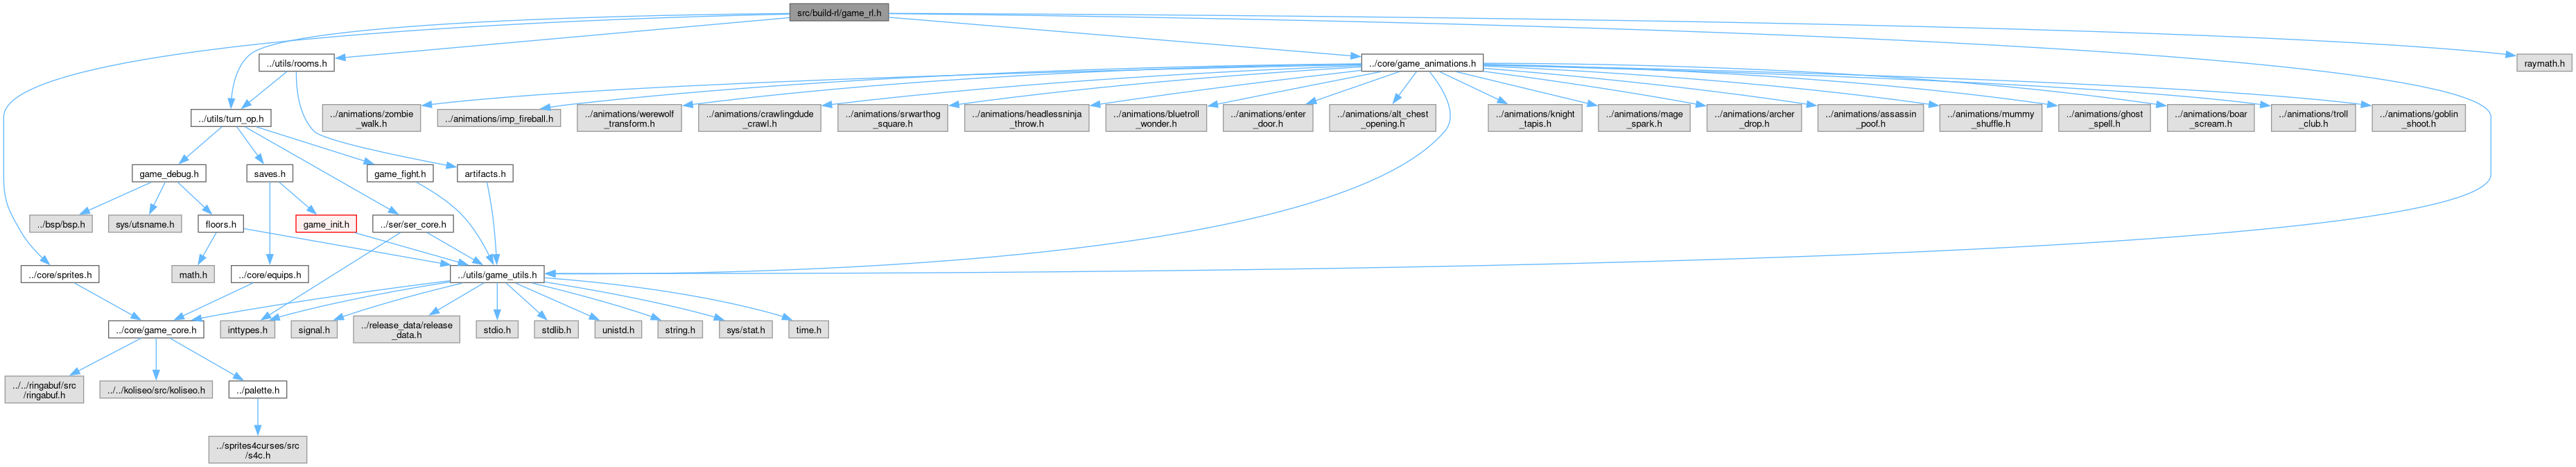 src/build-rl/game_rl.h
../utils/rooms.h
../core/game_animations.h
raymath.h
../utils/turn_op.h
../animations/zombie
_walk.h
../animations/imp_fireball.h
../animations/werewolf
_transform.h
../animations/crawlingdude
_crawl.h
../animations/srwarthog
_square.h
../animations/headlessninja
_throw.h
../animations/bluetroll
_wonder.h
../animations/enter
_door.h
../animations/alt_chest
_opening.h
../animations/knight
_tapis.h
../animations/mage
_spark.h
../animations/archer
_drop.h
../animations/assassin
_poof.h
../animations/mummy
_shuffle.h
../animations/ghost
_spell.h
../animations/boar
_scream.h
../animations/troll
_club.h
../animations/goblin
_shoot.h
game_debug.h
saves.h
game_fight.h
artifacts.h
../bsp/bsp.h
sys/utsname.h
floors.h
game_init.h
../ser/ser_core.h
../core/sprites.h
math.h
../core/equips.h
../utils/game_utils.h
../core/game_core.h
inttypes.h
signal.h
../release_data/release
_data.h
stdio.h
stdlib.h
unistd.h
string.h
sys/stat.h
time.h
../../ringabuf/src
/ringabuf.h
../../koliseo/src/koliseo.h
../palette.h
../sprites4curses/src
/s4c.h